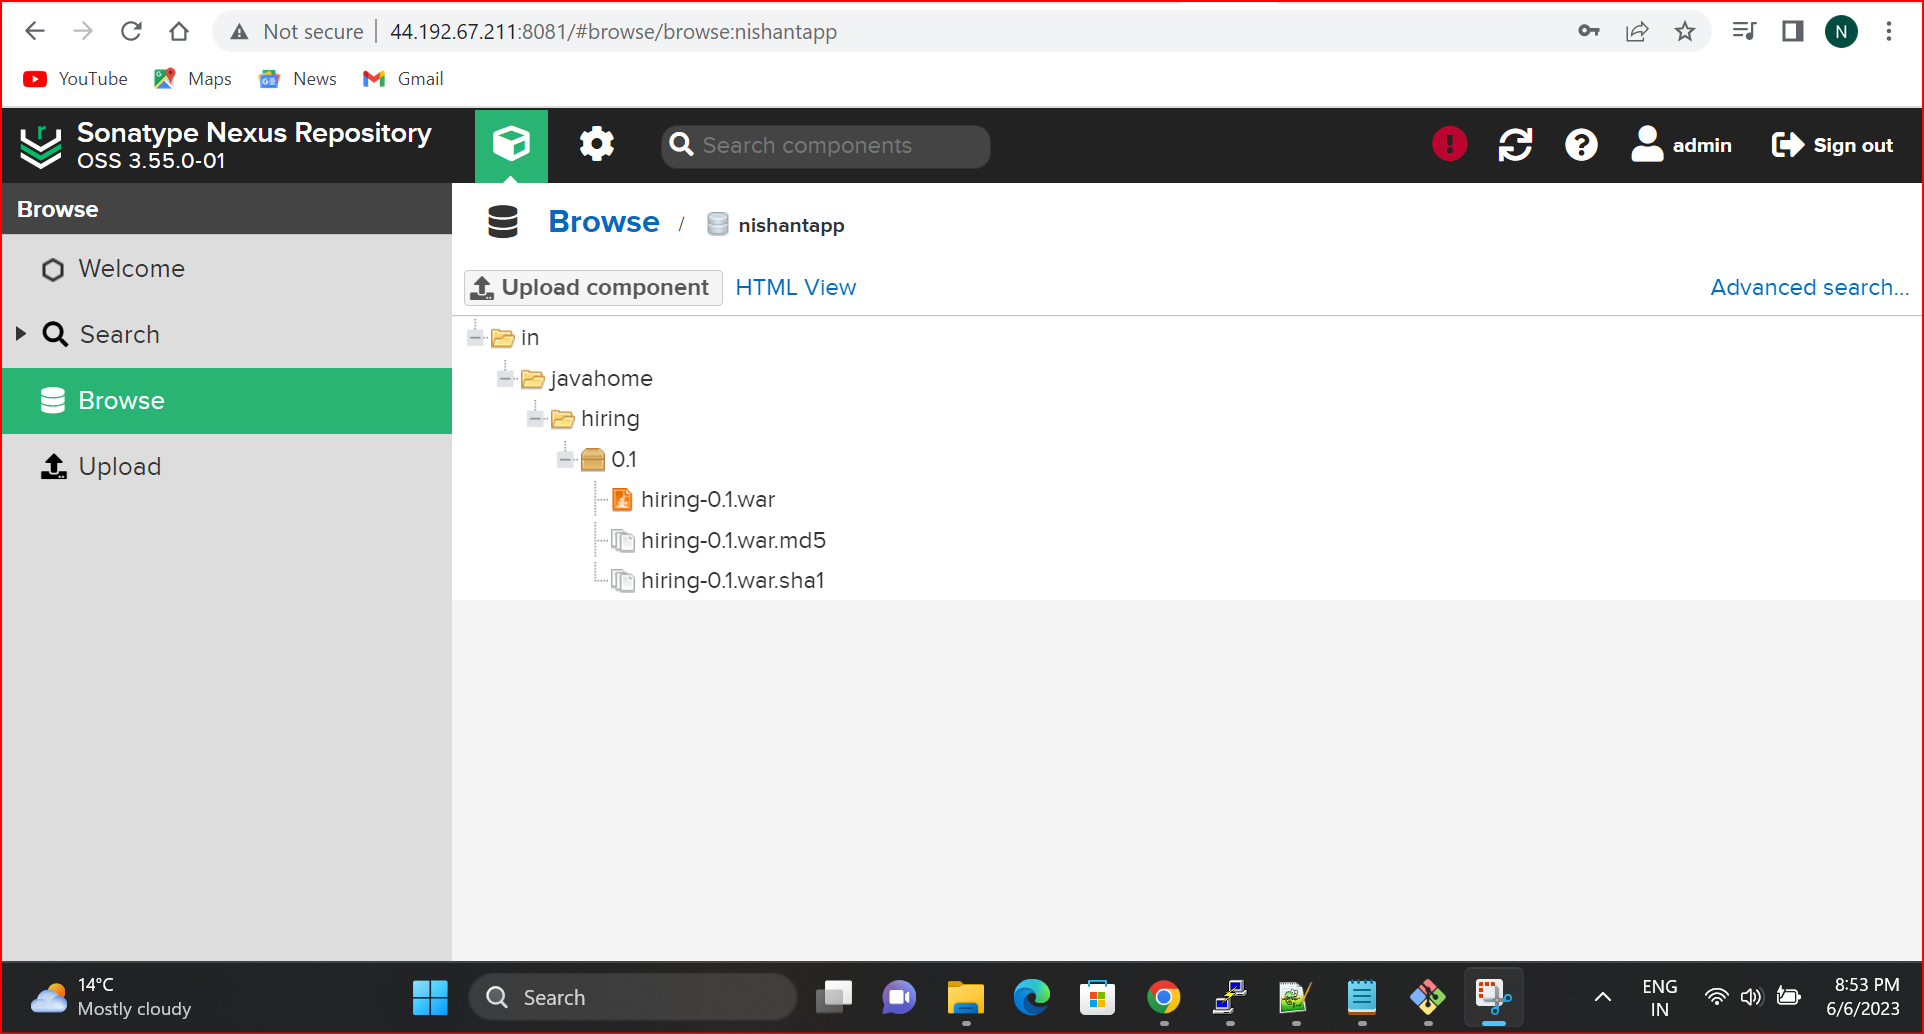 Not secure 44.192.67.211:8081/#browse/browse:nishantapp
N
YouTube Maps News Gmail
Sonatype Nexus Repository
OSS 3.55.0-01
Search components
admin
Sign out
Browse
Welcome
Search
Browse
Upload
Browse / nishantapp
Upload component
HTML View
Advanced search...
in
javahome
hiring
0.1
hiring-0.1.war
hiring-0.1.war.md5
hiring-0.1.war.sha1
14°C
Mostly cloudy
Search
ENG
IN
8:53 PM
6/6/2023